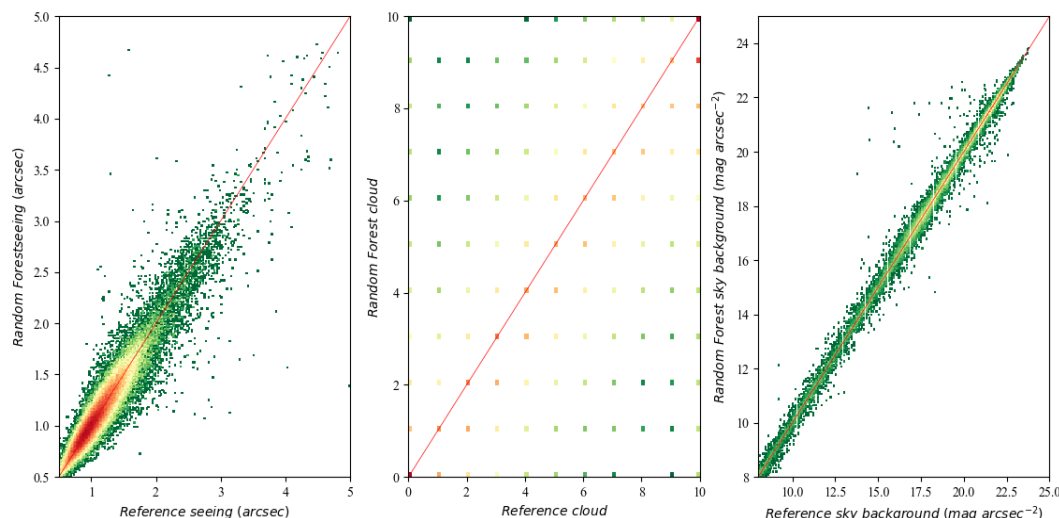 5.0
4.5
4.0
3.5
3.0
2.5
2.0
1.5
1.0
0.5
1 2 3 4 5
Random Forestseeing (arcsec)
Reference seeing (arcsec)
10
8
6
4
2
0
0 2 4 6 8 10
Random Forest cloud
Reference cloud
24
22
20
18
16
14
12
10
8
10.0 12.5 15.0 17.5 20.0 22.5 25.0
Random Forest sky background (mag arcsec⁻²)
Reference sky background (mag arcsec⁻²)